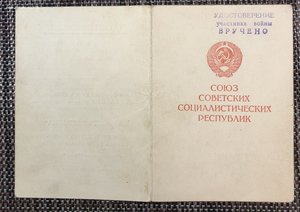 УДОСТОВЕРЕНИЕ
участника войны
ВРУЧЕНО
СОЮЗ
СОВЕТСКИХ
СОЦИАЛИСТИЧЕСКИХ
РЕСПУБЛИК